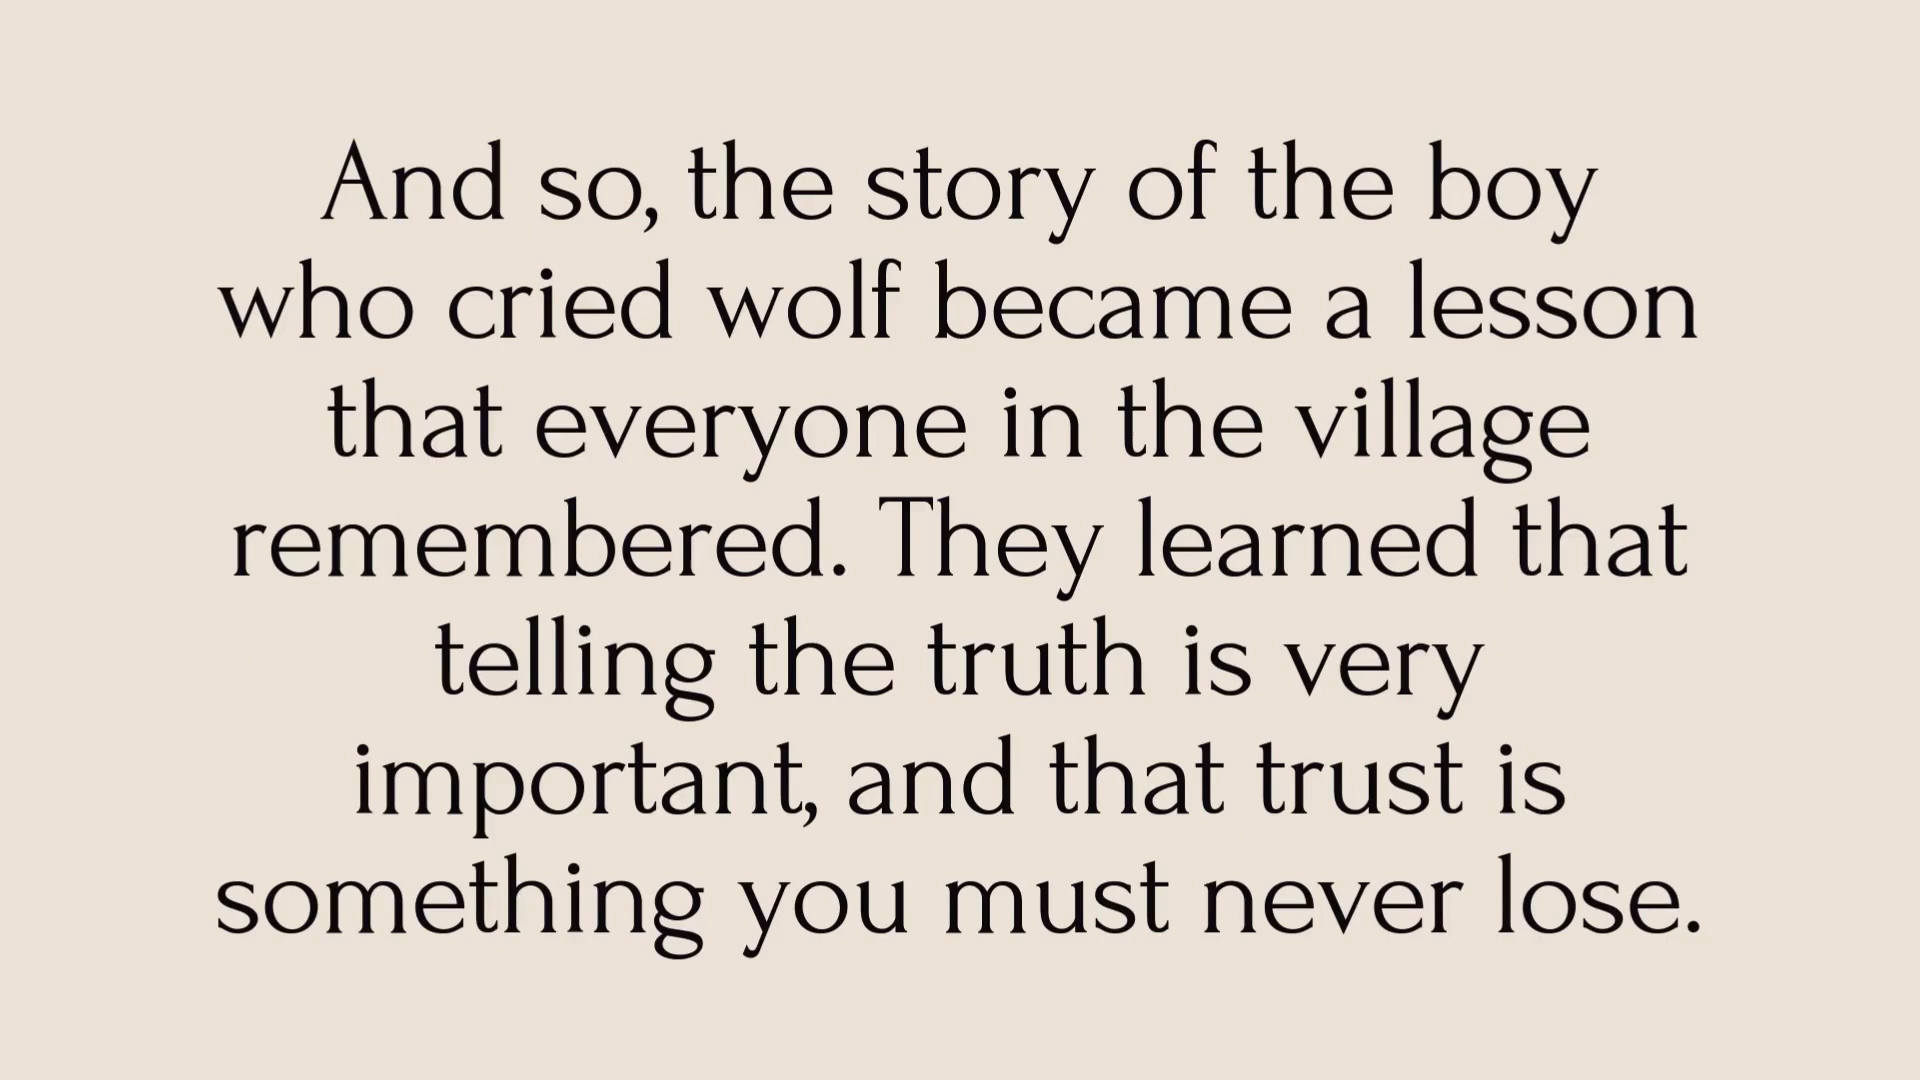 And so, the story of the boy
who cried wolf became a lesson
that everyone in the village
remembered. They learned that
telling the truth is very
important, and that trust is
something you must never lose.